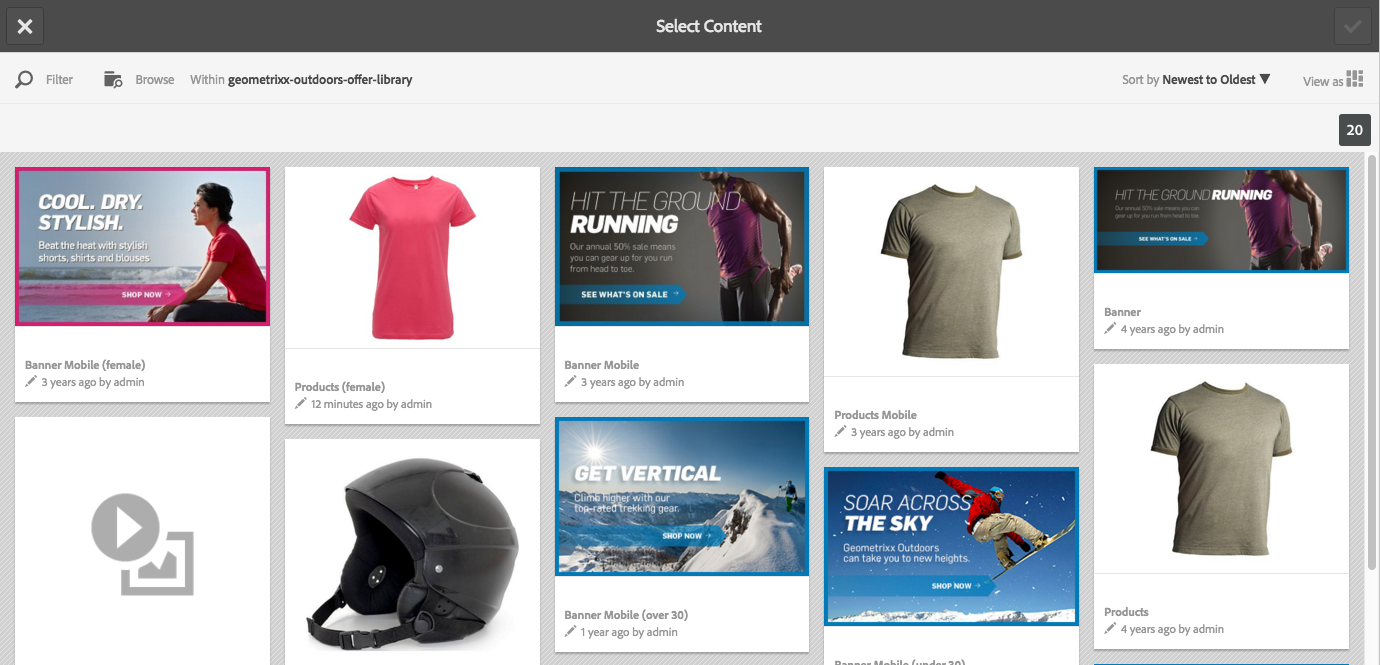 Select Content
Filter
Browse
Within geometrixx-outdoors-offer-library
Sort by Newest to Oldest
View as
20
COOL. DRY.
STYLISH.
Beat the heat with stylish
shorts, shirts and blouses
SHOP NOW
Banner Mobile (female)
3 years ago by admin
Products (female)
12 minutes ago by admin
HIT THE GROUND
RUNNING
Our annual 50% sale means
you can gear up for you run
from head to toe.
SEE WHAT'S ON SALE
Banner Mobile
3 years ago by admin
GET VERTICAL
Climb higher with our
top-rated trekking gear.
SHOP NOW
Banner Mobile (over 30)
1 year ago by admin
Products Mobile
3 years ago by admin
SOAR ACROSS
THE SKY
Geometrixx Outdoors
can take you to new heights.
SHOP NOW
Banner Mobile (under 30)
HIT THE GROUND RUNNING
Our annual 50% sale means you can
gear up for you run from head to toe.
SEE WHAT'S ON SALE
Banner
4 years ago by admin
Products
4 years ago by admin